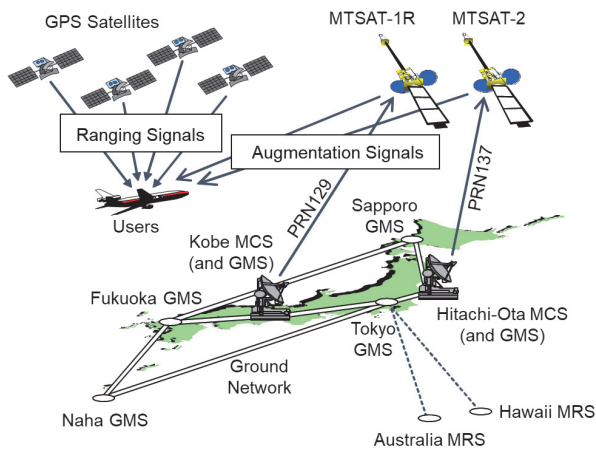 GPS Satellites
MTSAT-1R
MTSAT-2
Ranging Signals
Augmentation Signals
Users
PRN129
PRN137
Sapporo
GMS
Kobe MCS
(and GMS)
Fukuoka GMS
Hitachi-Ota MCS
(and GMS)
Tokyo
GMS
Ground
Network
Naha GMS
Hawaii MRS
Australia MRS